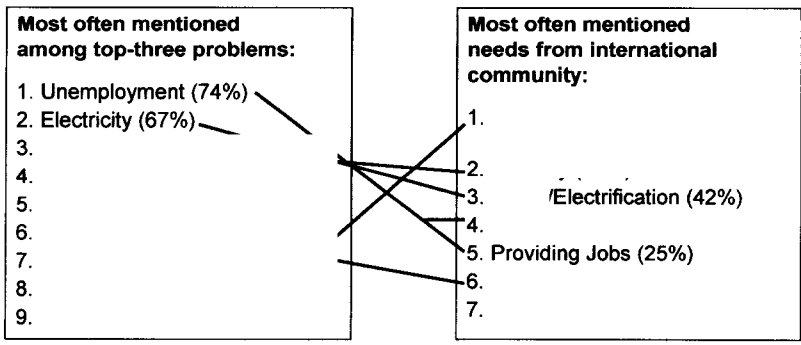 Most often mentioned
among top-three problems:
1. Unemployment (74%)
2. Electricity (67%)
3.
4.
5.
6.
7.
8.
9.
Most often mentioned
needs from international
community:
1.
2.
3. /Electrification (42%)
4.
5. Providing Jobs (25%)
6.
7.